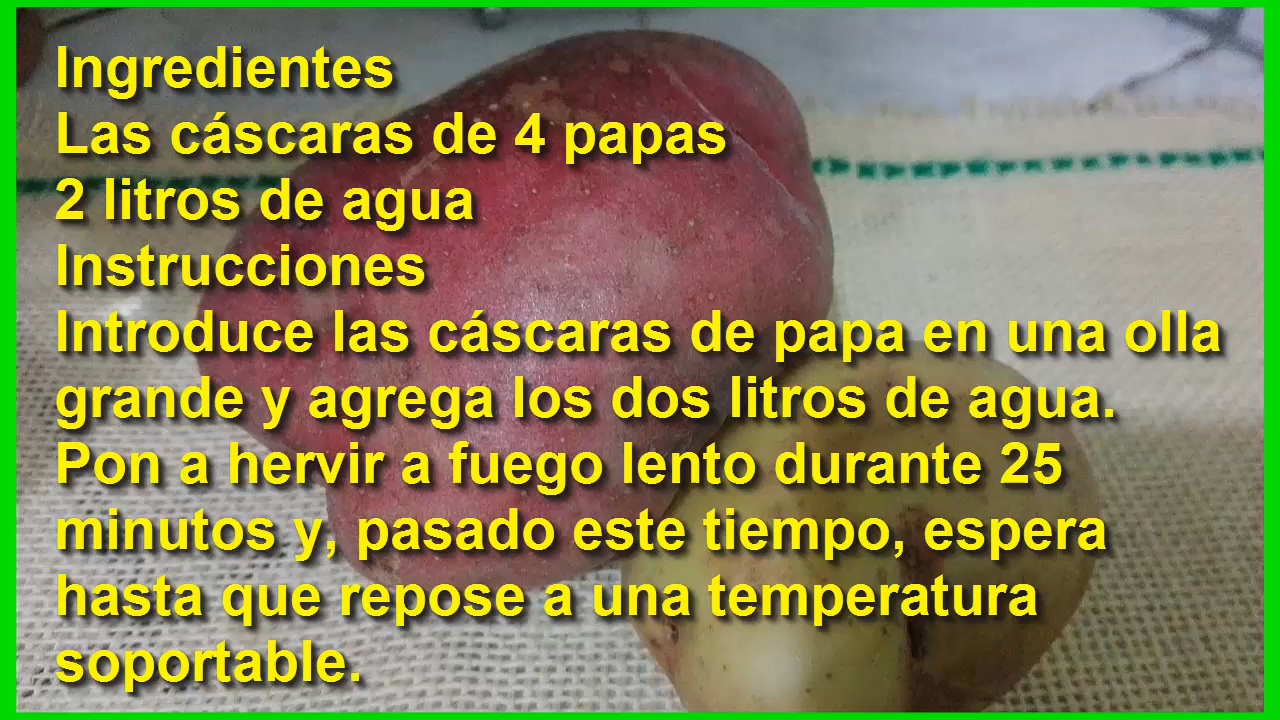 Ingredientes
Las cáscaras de 4 papas
2 litros de agua
Instrucciones
Introduce las cáscaras de papa en una olla
grande y agrega los dos litros de agua.
Pon a hervir a fuego lento durante 25
minutos y, pasado este tiempo, espera
hasta que repose a una temperatura
soportable.